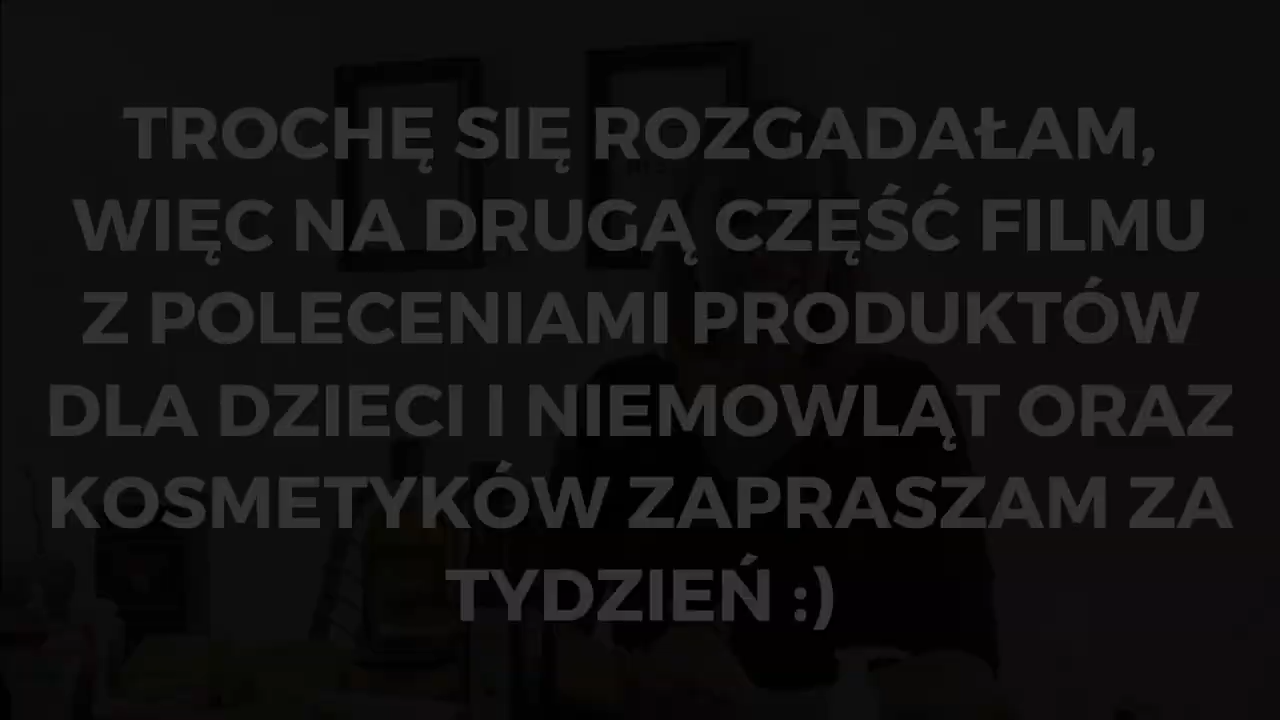 TROCHĘ SIĘ ROZGADAŁAM,
WIĘC NA DRUGĄ CZĘŚĆ FILMU
Z POLECENIAMI PRODUKTÓW
DLA DZIECI I NIEMOWLĄT ORAZ
KOSMETYKÓW ZAPRASZAM ZA
TYDZIEŃ :)